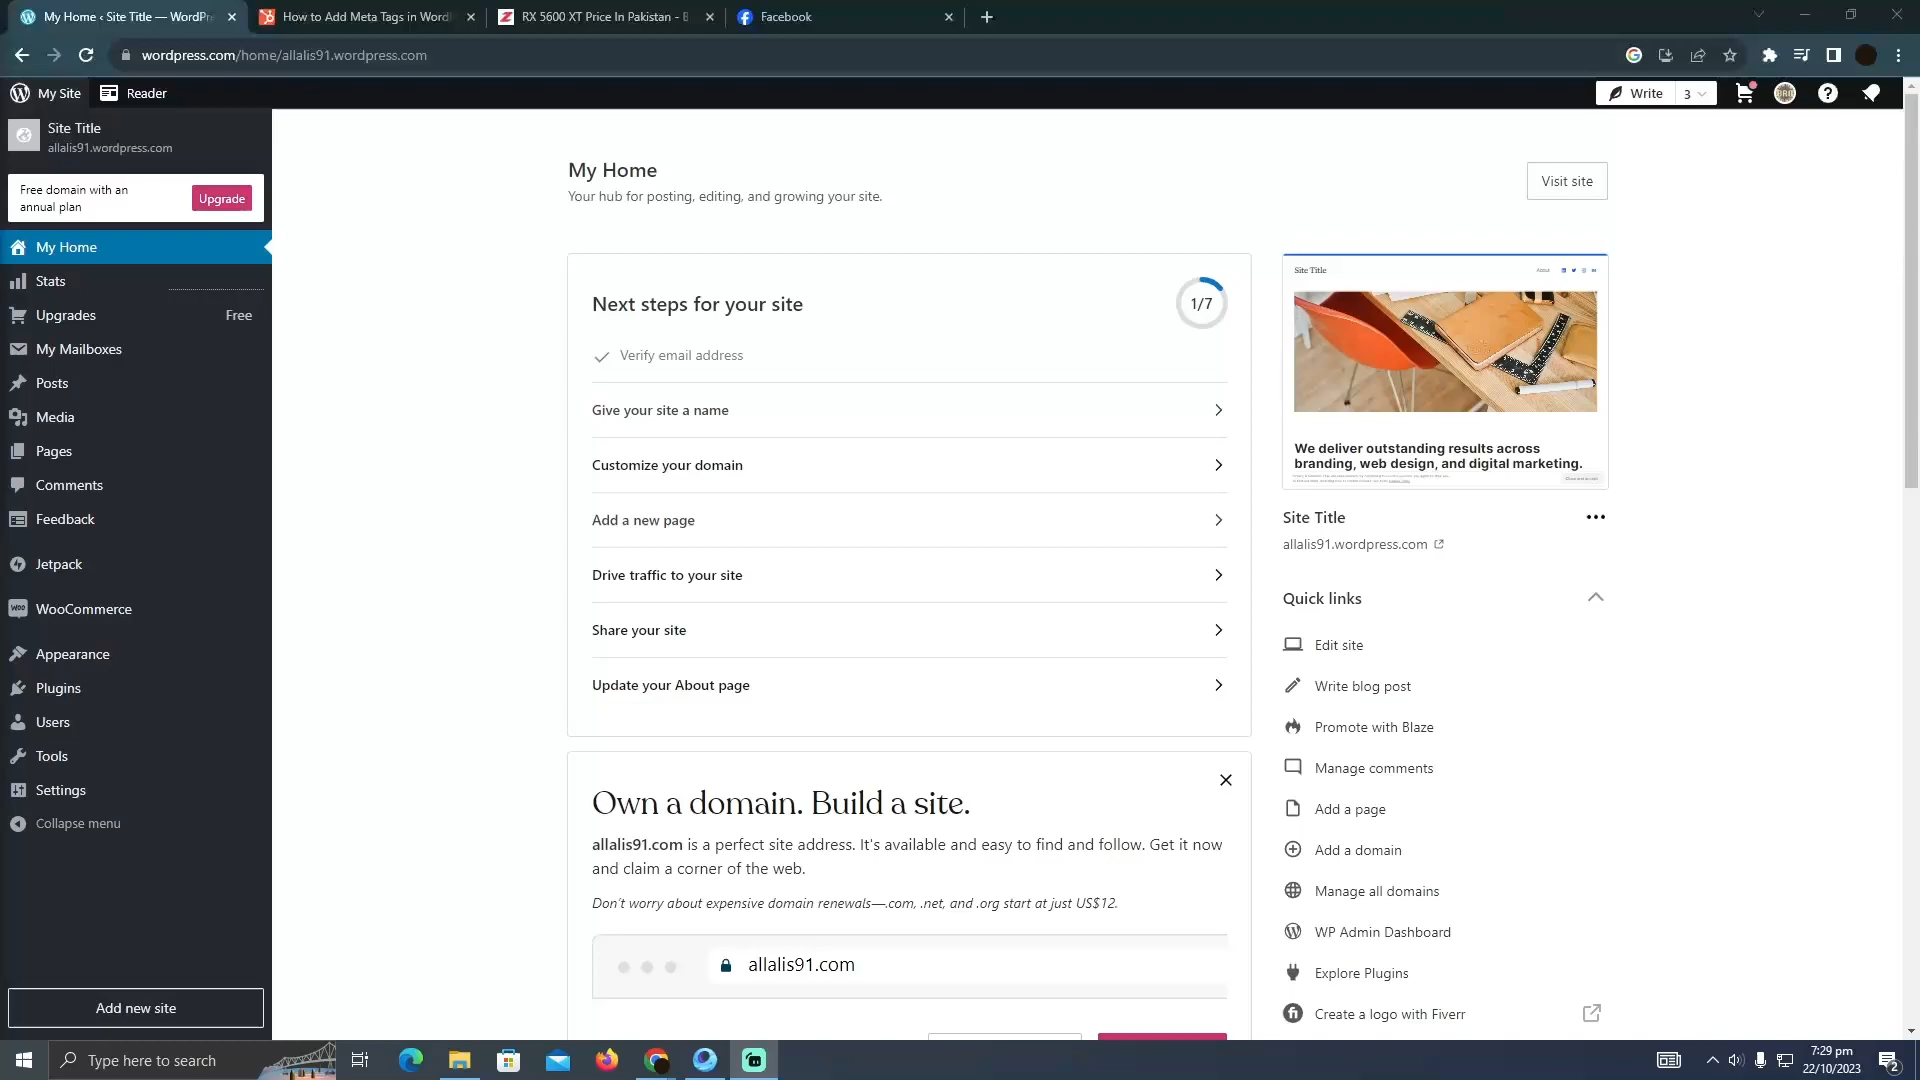 My Home ‹ Site Title — WordPr
How to Add Meta Tags in Word
RX 5600 XT Price In Pakistan - B
Facebook
wordpress.com/home/allalis91.wordpress.com
My Site
Reader
Write
3
Site Title
allalis91.wordpress.com
Free domain with an
annual plan
Upgrade
My Home
Stats
Upgrades
Free
My Mailboxes
Posts
Media
Pages
Comments
Feedback
Jetpack
WooCommerce
Appearance
Plugins
Users
Tools
Settings
Collapse menu
Add new site
My Home
Your hub for posting, editing, and growing your site.
Visit site
Next steps for your site
1/7
Verify email address
Give your site a name
Customize your domain
Add a new page
Drive traffic to your site
Share your site
Update your About page
Own a domain. Build a site.
allalis91.com is a perfect site address. It's available and easy to find and follow. Get it now
and claim a corner of the web.
Don't worry about expensive domain renewals—.com, .net, and .org start at just US$12.
allalis91.com
Site Title
About
We deliver outstanding results across
branding, web design, and digital marketing.
Site Title
allalis91.wordpress.com
Quick links
Edit site
Write blog post
Promote with Blaze
Manage comments
Add a page
Add a domain
Manage all domains
WP Admin Dashboard
Explore Plugins
Create a logo with Fiverr
Type here to search
7:29 pm
22/10/2023
2